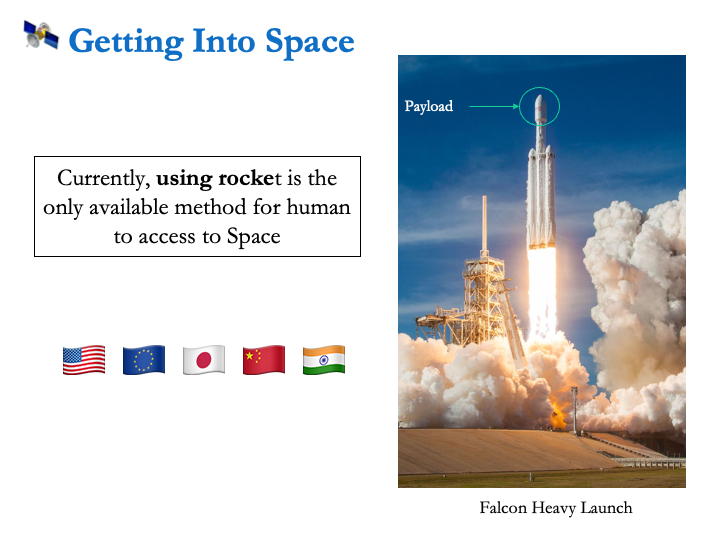 Getting Into Space
Payload
Currently, using rocket is the
only available method for human
to access to Space
Falcon Heavy Launch